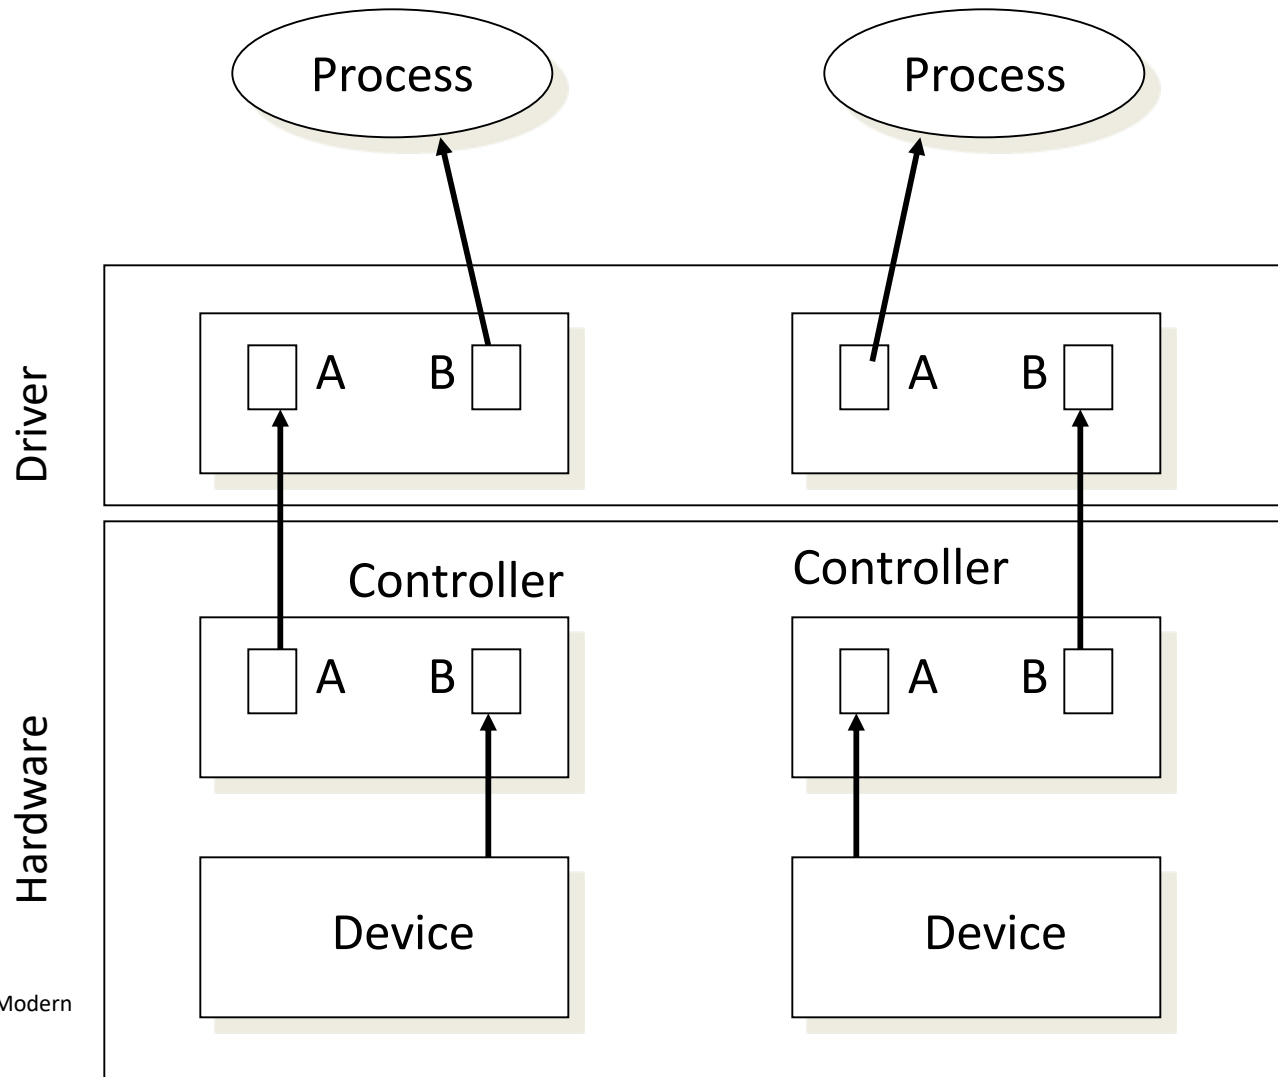 Process
Process
Driver
A
B
A
B
Controller
Controller
Hardware
A
B
A
B
Device
Device
Modern